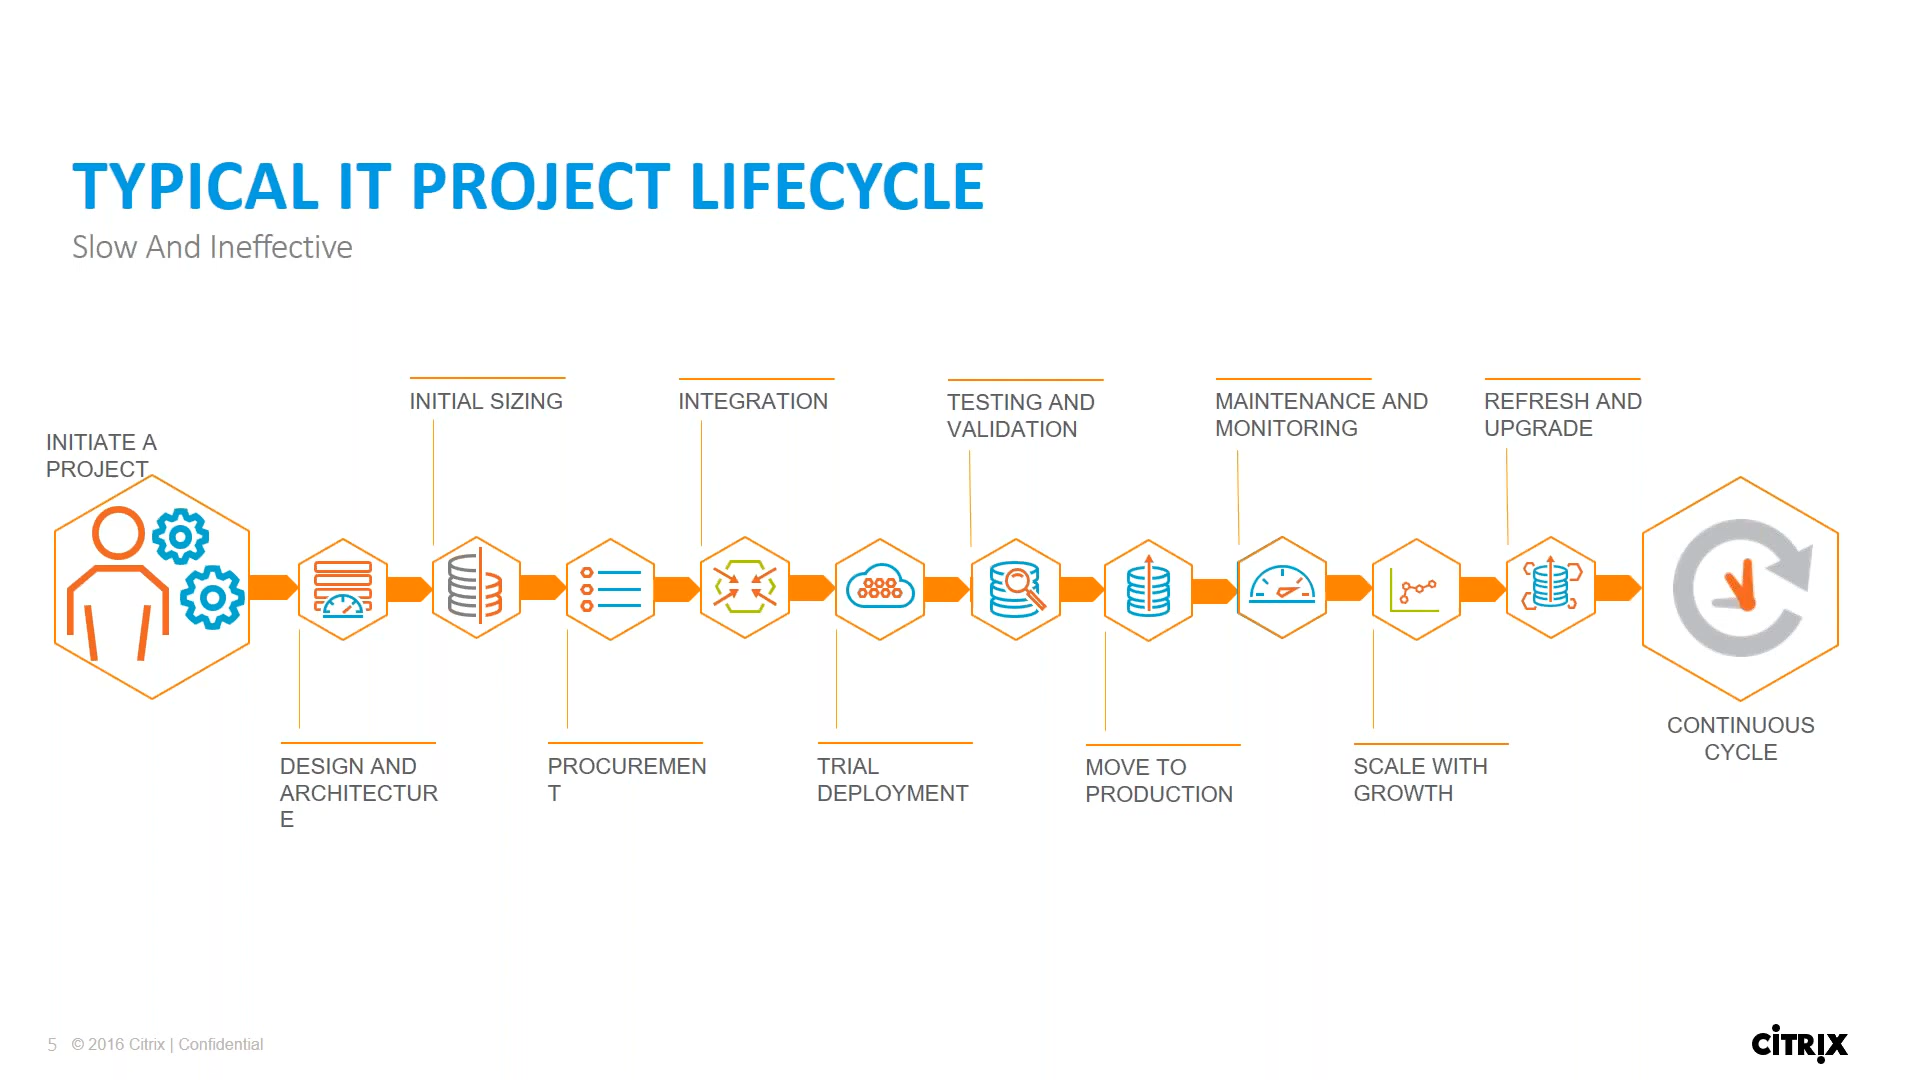 TYPICAL IT PROJECT LIFECYCLE
Slow And Ineffective
INITIATE A
PROJECT
DESIGN AND
ARCHITECTUR
E
INITIAL SIZING
PROCUREMEN
T
INTEGRATION
TRIAL
DEPLOYMENT
TESTING AND
VALIDATION
MOVE TO
PRODUCTION
MAINTENANCE AND
MONITORING
SCALE WITH
GROWTH
REFRESH AND
UPGRADE
CONTINUOUS
CYCLE
5 © 2016 Citrix | Confidential
CiTRiX